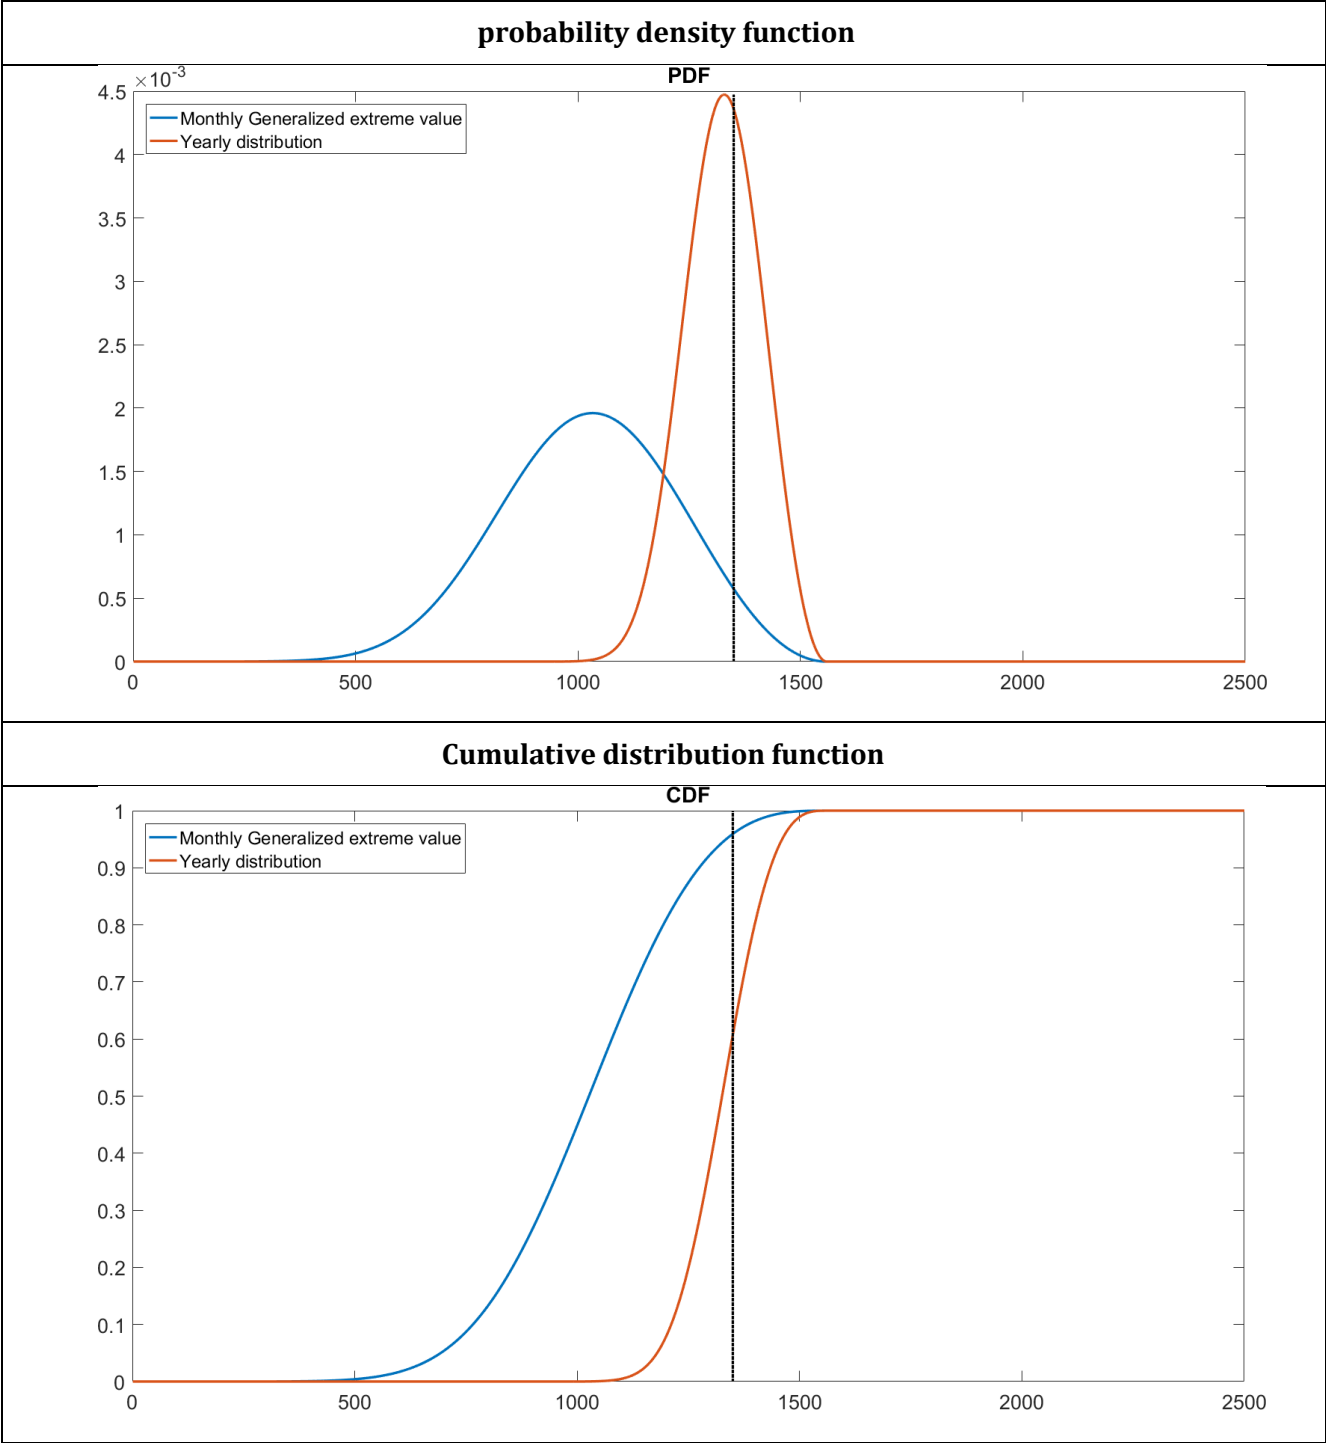 probability density function
PDF
×10-3
4.5
4
3.5
3
2.5
2
1.5
1
0.5
0
Monthly Generalized extreme value
Yearly distribution
0 500 1000 1500 2000 2500
Cumulative distribution function
CDF
1
0.9
0.8
0.7
0.6
0.5
0.4
0.3
0.2
0.1
0
Monthly Generalized extreme value
Yearly distribution
0 500 1000 1500 2000 2500